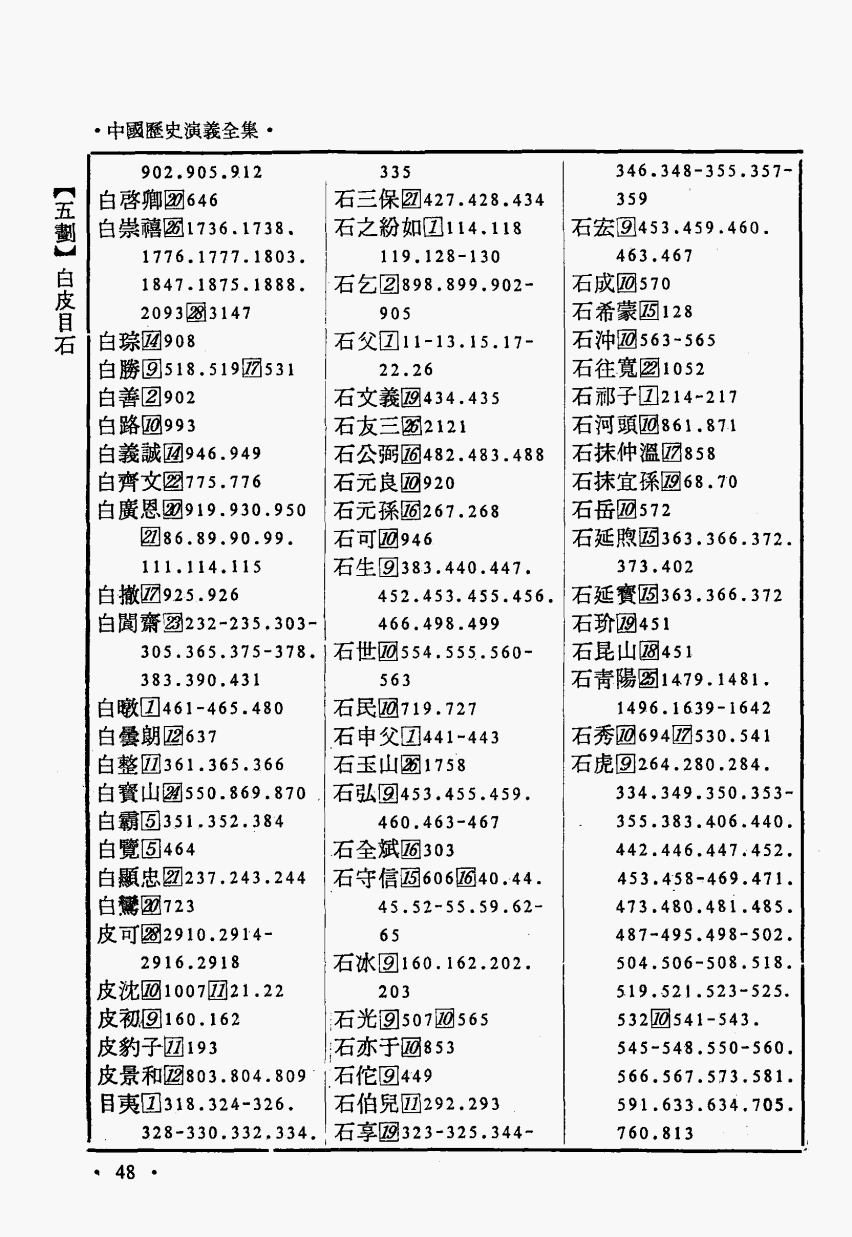 ·中國歷史演義全集·
【五劃】白皮目石
902.905.912
白啓卿⑳646
白崇禧㉖1736.1738.
1776.1777.1803.
1847.1875.1888.
2093㉘3147
白琮⑭908
白勝⑨518.519⑰531
白善②902
白路⑩993
白義誠⑭946.949
白齊文㉒775.776
白廣恩⑳919.930.950
㉑86.89.90.99.
111.114.115
白撤⑰925.926
白閬齋㉓232-235.303-
305.365.375-378.
383.390.431
白暾①461-465.480
白曇朗⑫637
白整⑪361.365.366
白寶山㉔550.869.870
白霸⑤351.352.384
白覽⑤464
白顯忠㉑237.243.244
白鸞⑳723
皮可㉘2910.2914-
2916.2918
皮沈⑩1007⑪21.22
皮初⑨160.162
皮豹子⑪193
皮景和⑫803.804.809
目夷①318.324-326.
328-330.332.334.
335
石三保㉑427.428.434
石之紛如①114.118
119.128-130
石乞②898.899.902-
905
石父①11-13.15.17-
22.26
石文義⑲434.435
石友三㉖2121
石公弼⑯482.483.488
石元良⑩920
石元孫⑯267.268
石可⑩946
石生⑨383.440.447.
452.453.455.456.
466.498.499
石世⑩554.555.560-
563
石民⑩719.727
石申父①441-443
石玉山㉖1758
石弘⑨453.455.459.
460.463-467
石全斌⑯303
石守信⑮606⑯40.44.
45.52-55.59.62-
65
石冰⑨160.162.202.
203
石光⑨507⑩565
石亦于⑩853
石佗⑨449
石伯兒⑪292.293
石享⑲323-325.344-
346.348-355.357-
359
石宏⑨453.459.460.
463.467
石成⑩570
石希蒙⑮128
石沖⑩563-565
石往寬㉒1052
石祁子①214-217
石河頭⑩861.871
石抹仲溫⑰858
石抹宜孫⑲68.70
石岳⑩572
石延煦⑮363.366.372.
373.402
石延寶⑮363.366.372
石玠⑲451
石昆山⑱451
石青陽㉕1479.1481.
1496.1639-1642
石秀⑩694⑰530.541
石虎⑨264.280.284.
334.349.350.353-
355.383.406.440.
442.446.447.452.
453.458-469.471.
473.480.481.485.
487-495.498-502.
504.506-508.518.
519.521.523-525.
532⑩541-543.
545-548.550-560.
566.567.573.581.
591.633.634.705.
760.813
· 48 ·